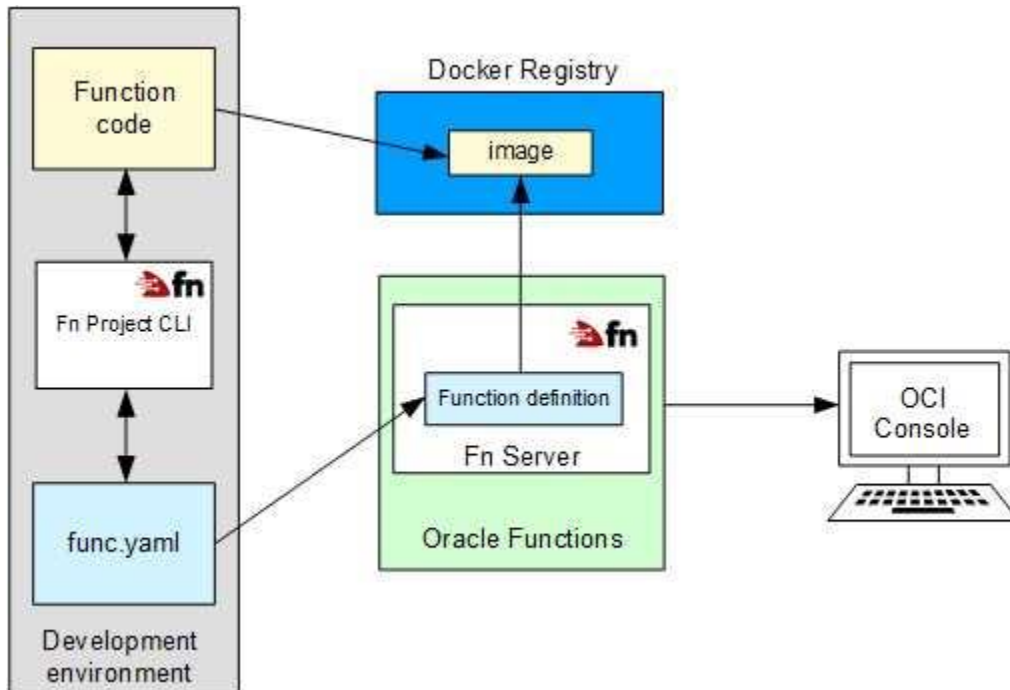 Function
code
fn
Fn Project CLI
func.yaml
Development
environment
Docker Registry
image
fn
Function definition
Fn Server
Oracle Functions
OCI
Console